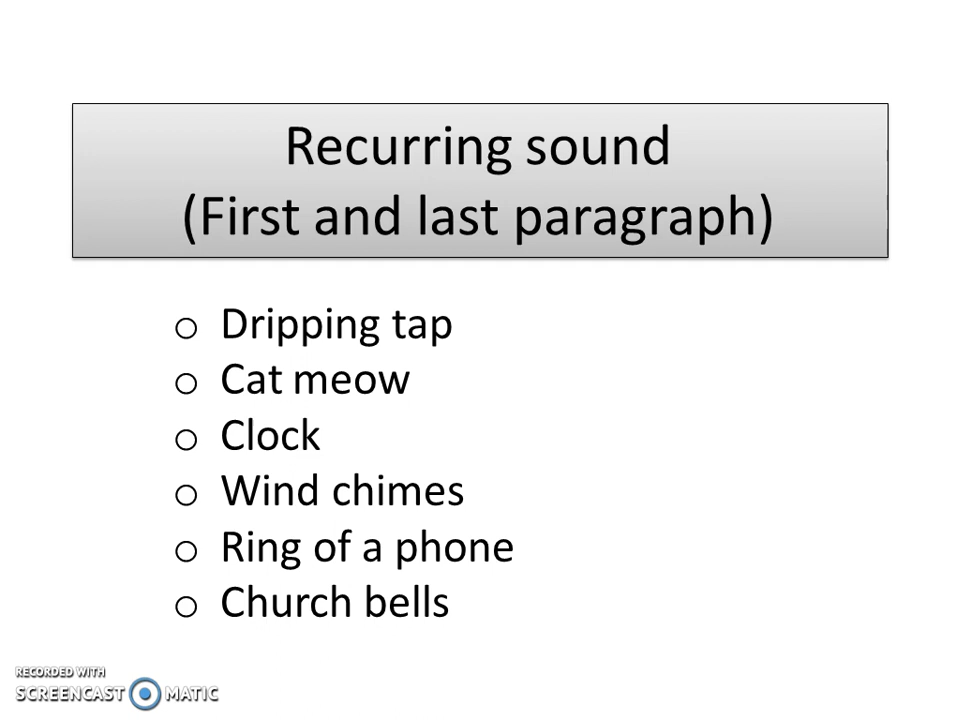 Recurring sound
(First and last paragraph)
o Dripping tap
o Cat meow
o Clock
o Wind chimes
o Ring of a phone
o Church bells
RECORDED WITH
SCREENCAST MATIC